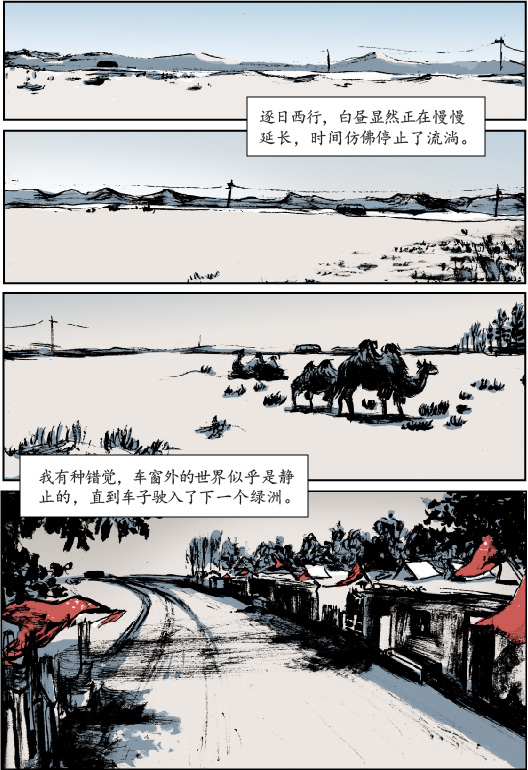 逐日西行，白昼显然正在慢慢
延长，时间仿佛停止了流淌。
我有种错觉，车窗外的世界似乎是静
止的，直到车子驶入了下一个绿洲。